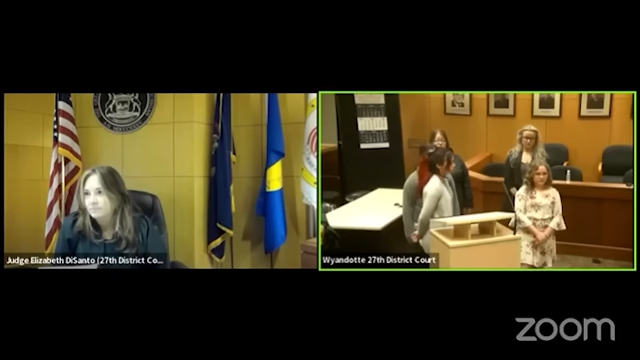 Judge Elizabeth DiSanto (27th District Co...
Wyandotte 27th District Court
zoom